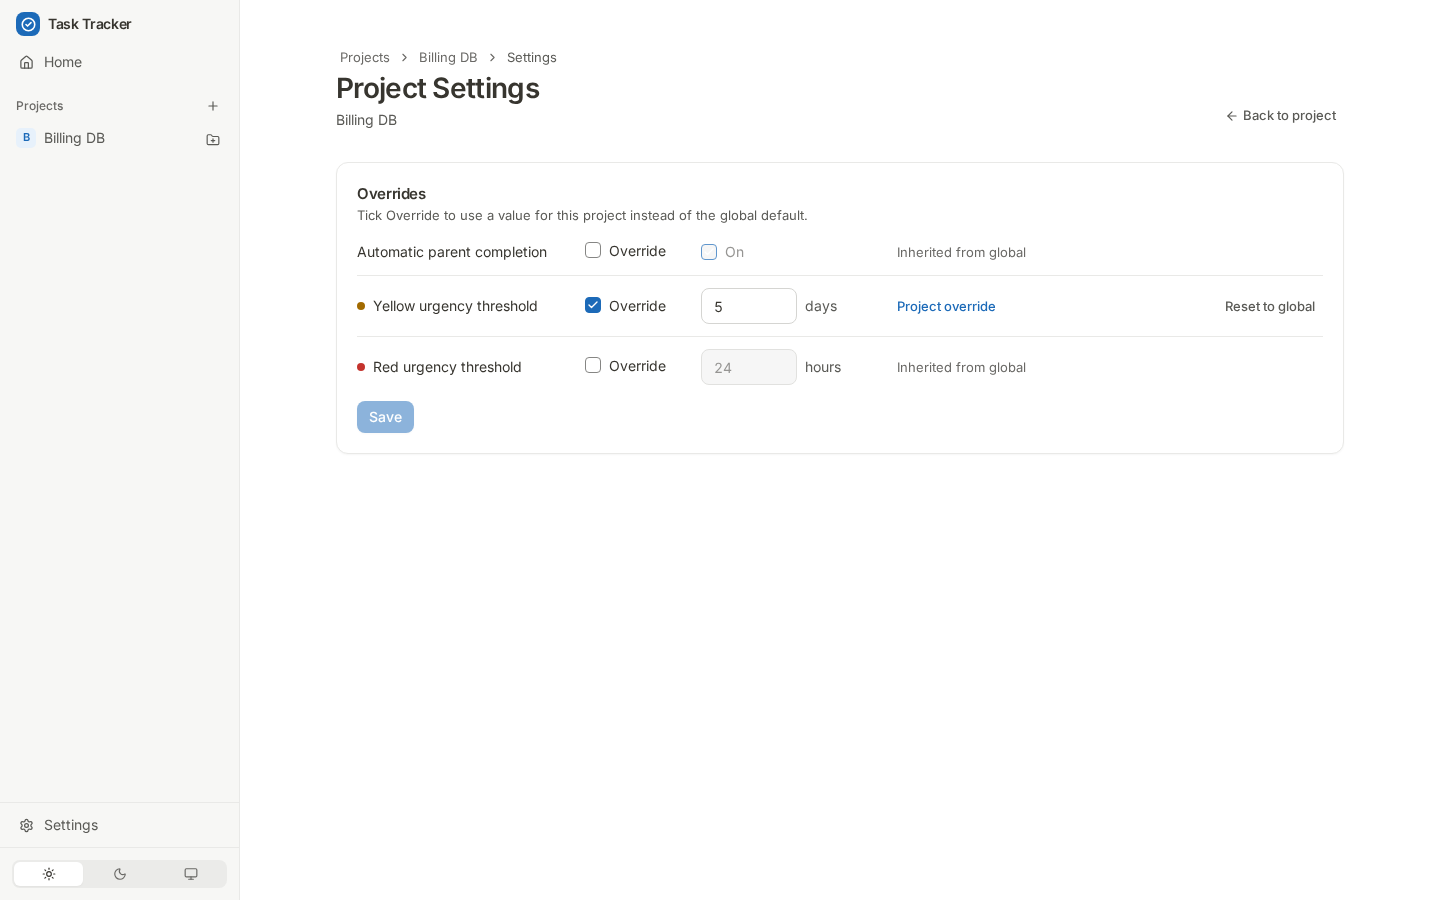 Task Tracker
Home
Projects
B Billing DB
Settings
Projects > Billing DB > Settings
Project Settings
Billing DB
← Back to project
Overrides
Tick Override to use a value for this project instead of the global default.
Automatic parent completion Override On Inherited from global
Yellow urgency threshold Override 5 days Project override Reset to global
Red urgency threshold Override 24 hours Inherited from global
Save